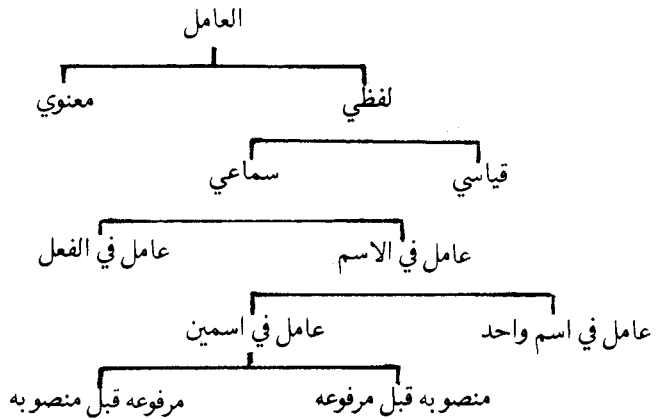 العامل
لفظي معنوي
قياسي سماعي
عامل في الاسم عامل في الفعل
عامل في اسم واحد عامل في اسمين
منصوبه قبل مرفوعه مرفوعه قبل منصوبه